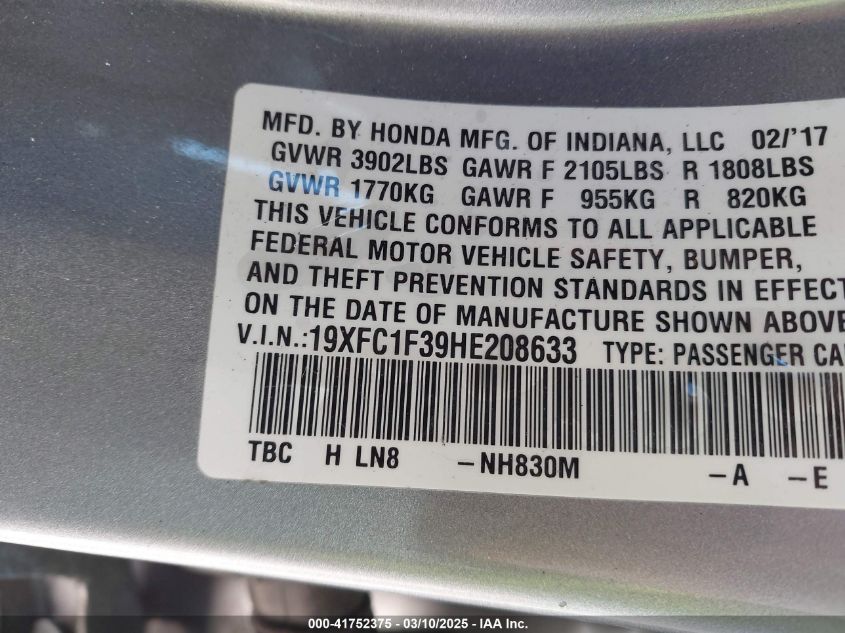 MFD. BY HONDA MFG. OF INDIANA, LLC 02/'17
GVWR 3902LBS GAWR F 2105LBS R 1808LBS
GVWR 1770KG GAWR F 955KG R 820KG
THIS VEHICLE CONFORMS TO ALL APPLICABLE
FEDERAL MOTOR VEHICLE SAFETY, BUMPER,
AND THEFT PREVENTION STANDARDS IN EFFECT
ON THE DATE OF MANUFACTURE SHOWN ABOVE
V.I.N.:19XFC1F39HE208633 TYPE: PASSENGER CA
TBC H LN8 -NH830M -A -E
000-41752375 - 03/10/2025 - IAA Inc.